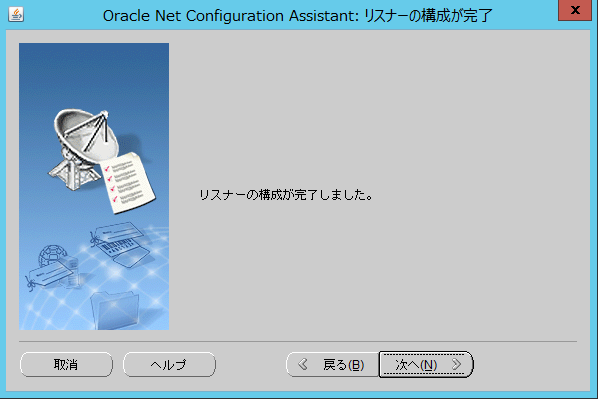 Oracle Net Configuration Assistant: リスナーの構成が完了
x
リスナーの構成が完了しました。
取消
ヘルプ
戻る(B)
次へ(N)